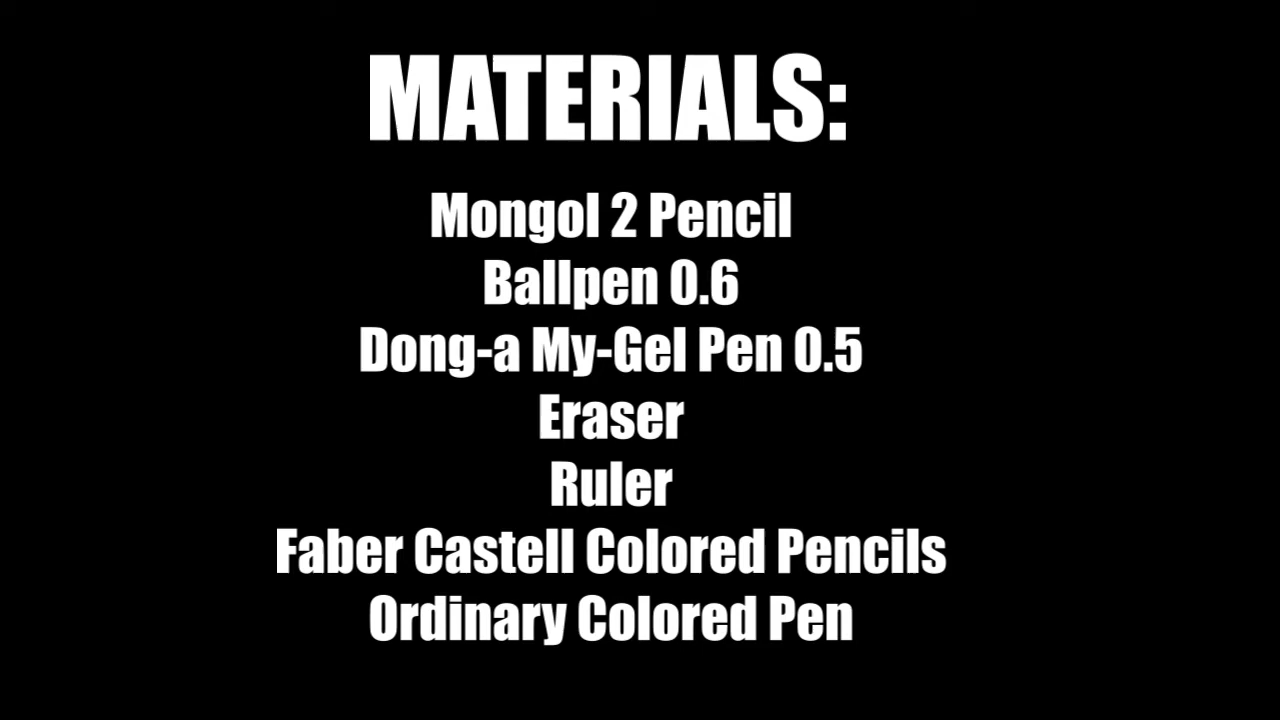 MATERIALS:
Mongol 2 Pencil
Ballpen 0.6
Dong-a My-Gel Pen 0.5
Eraser
Ruler
Faber Castell Colored Pencils
Ordinary Colored Pen